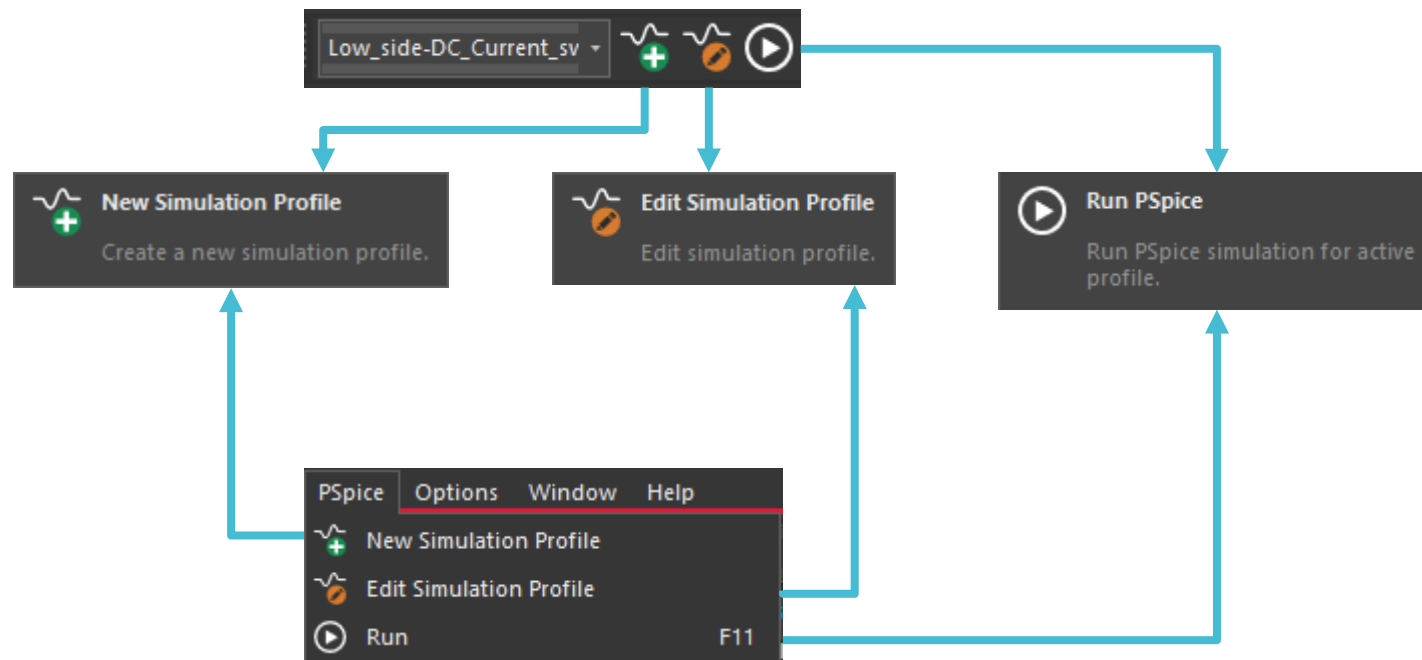 Low_side-DC_Current_sv
New Simulation Profile
Create a new simulation profile.
Edit Simulation Profile
Edit simulation profile.
Run PSpice
Run PSpice simulation for active
profile.
PSpice Options Window Help
New Simulation Profile
Edit Simulation Profile
Run F11